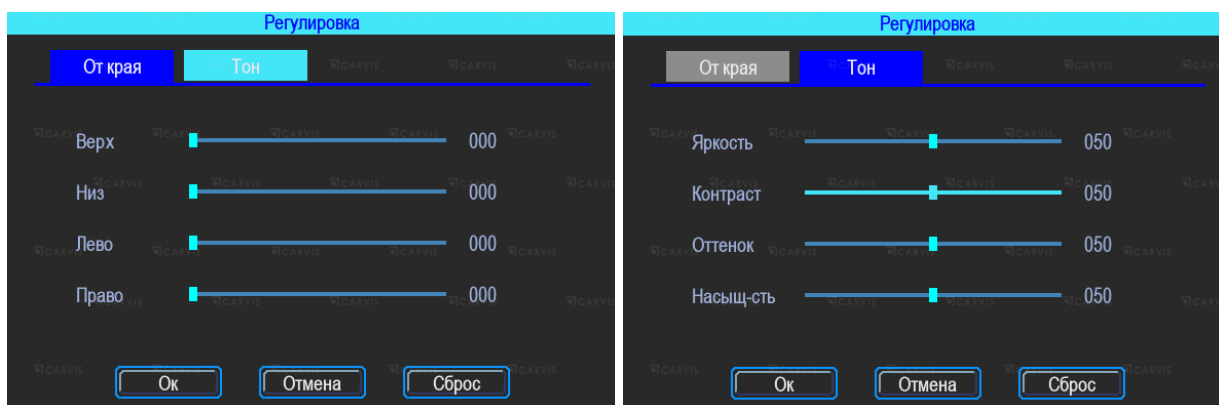 Регулировка
От края Тон
Верх 000
Низ 000
Лево 000
Право 000
Ок Отмена Сброс
Регулировка
От края Тон
Яркость 050
Контраст 050
Оттенок 050
Насыщ-сть 050
Ок Отмена Сброс
CARVIS